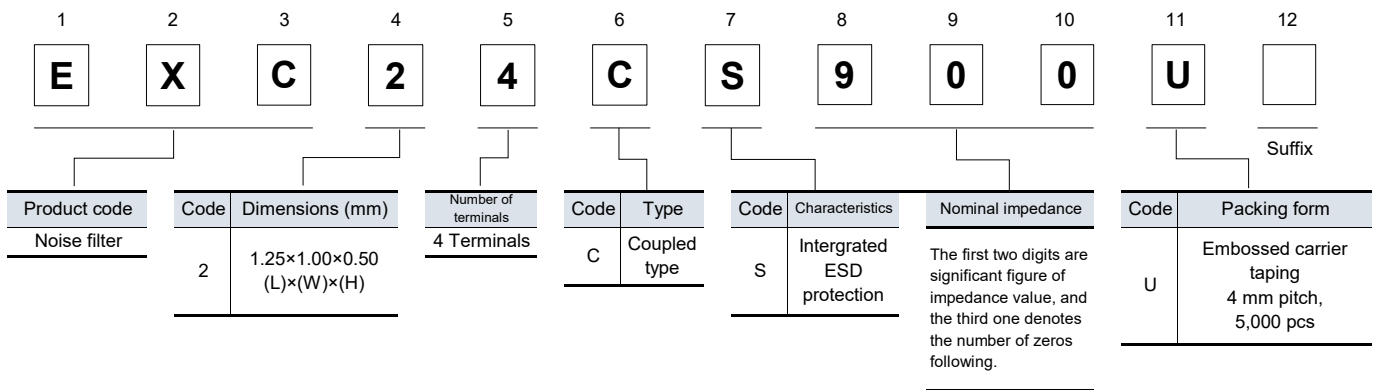 1 2 3 4 5 6 7 8 9 10 11 12
E X C 2 4 C S 9 0 0 U
Suffix
Product code
Noise filter
Code Dimensions (mm)
2 1.25×1.00×0.50
(L)×(W)×(H)
Number of
terminals
4 Terminals
Code Type
C Coupled
type
Code Characteristics
S Intergrated
ESD
protection
Nominal impedance
The first two digits are
significant figure of
impedance value, and
the third one denotes
the number of zeros
following.
Code Packing form
U Embossed carrier
taping
4 mm pitch,
5,000 pcs